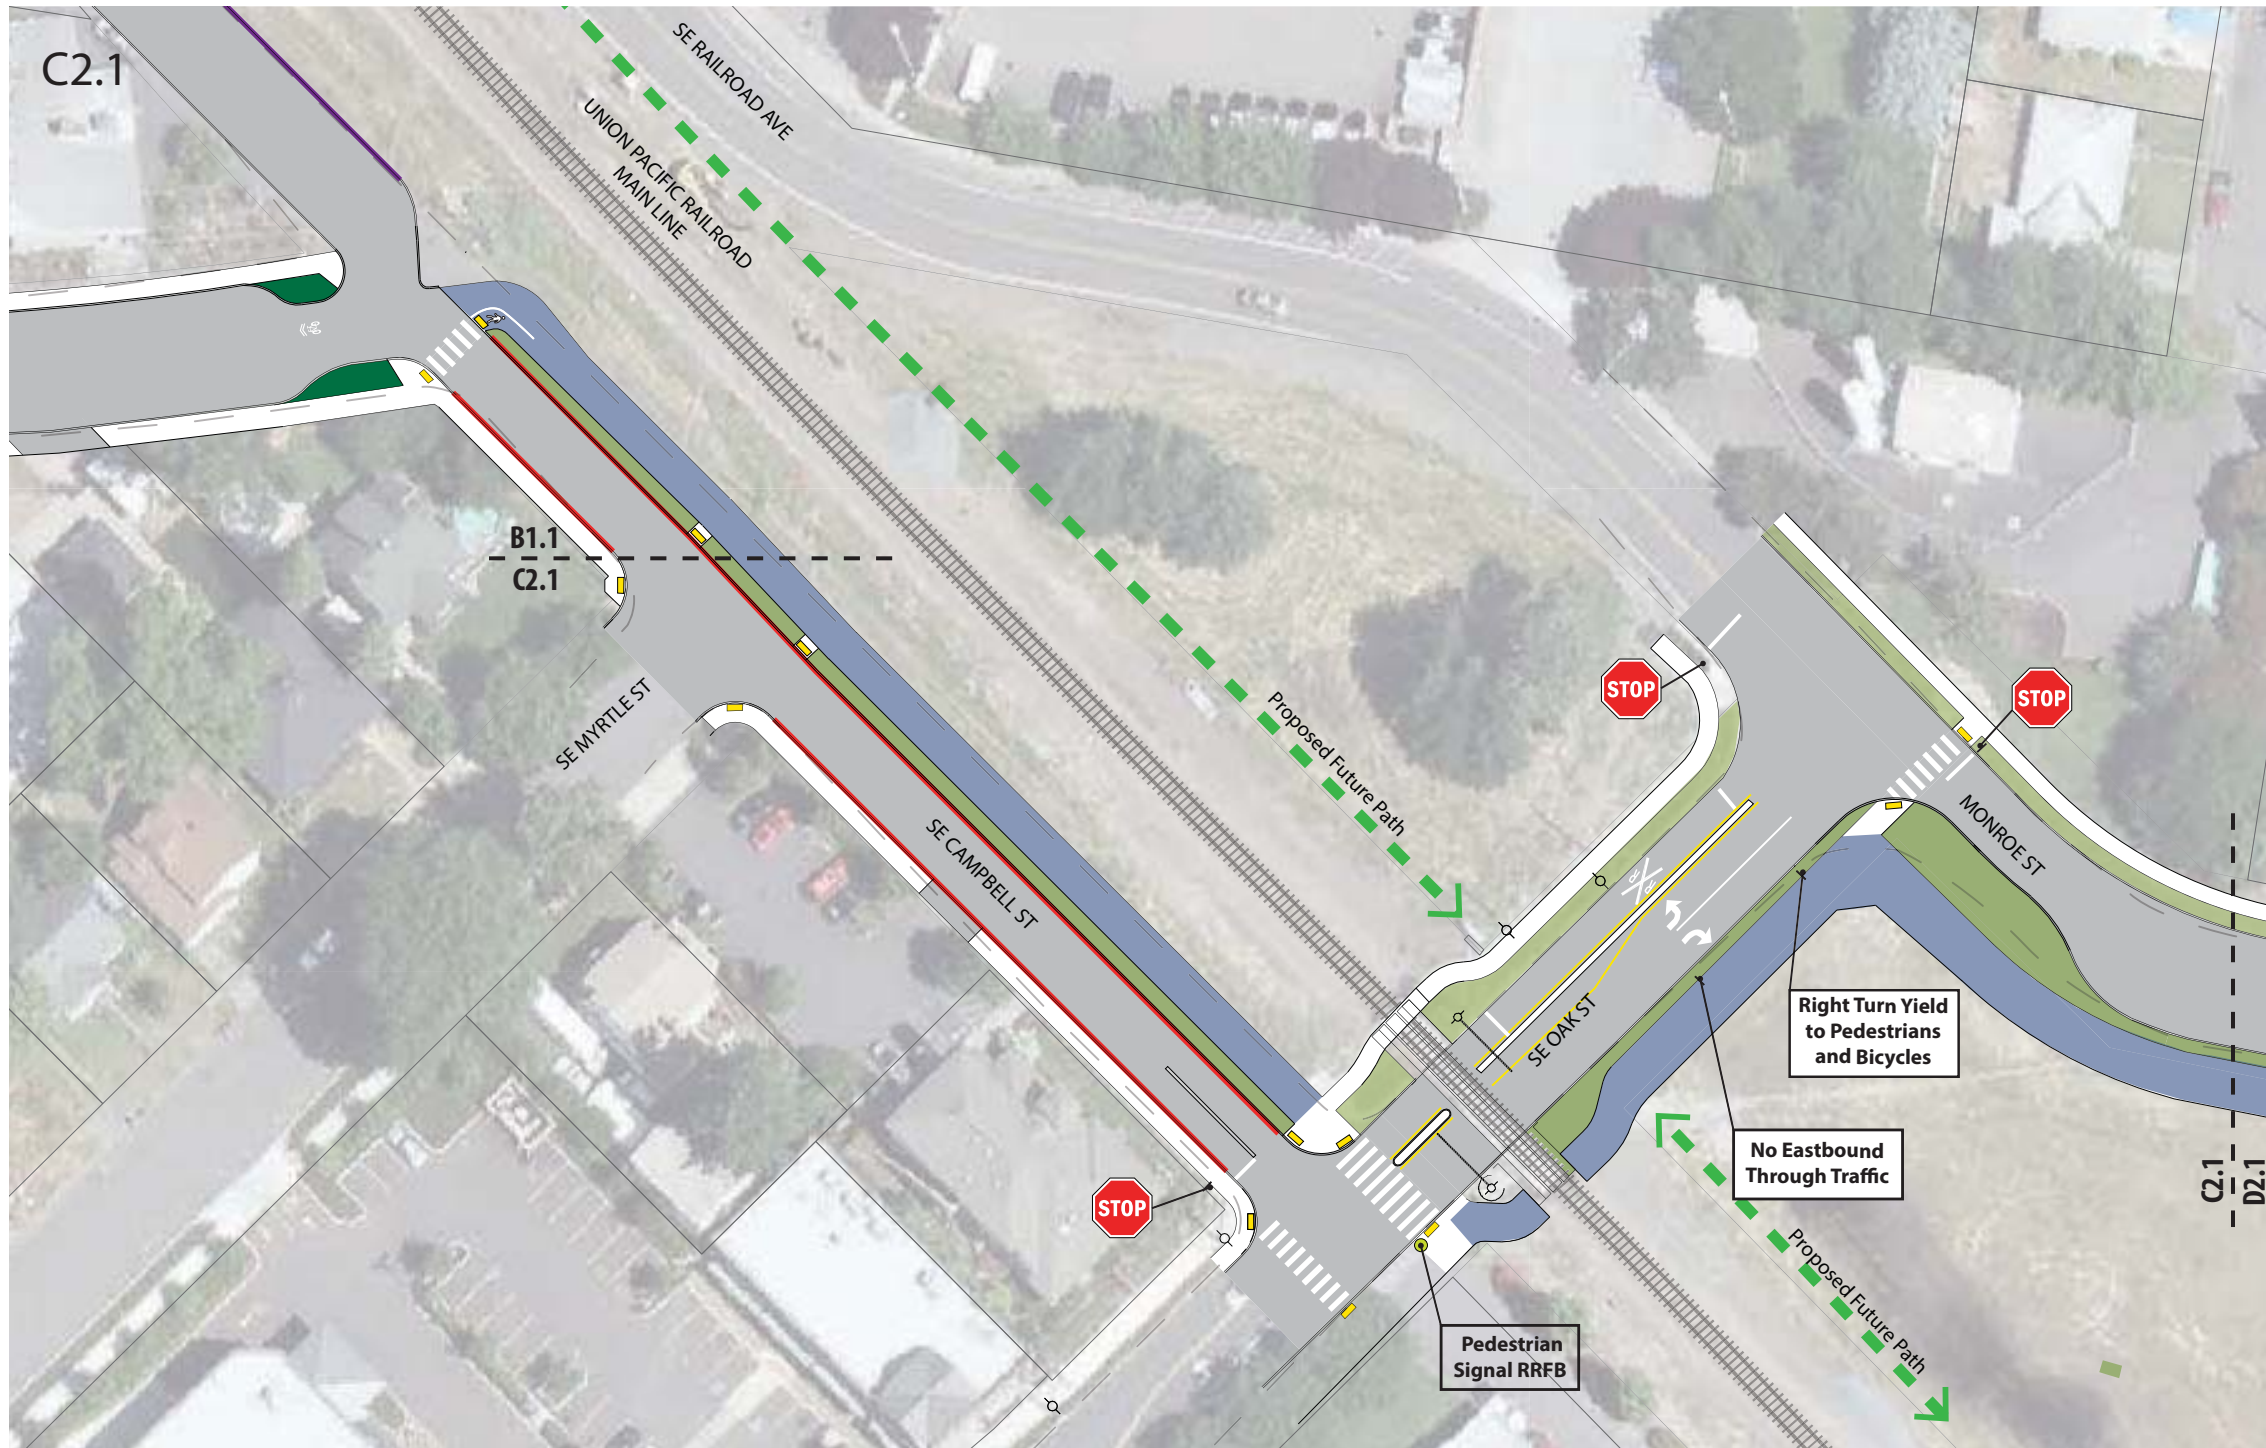 C2.1
SE RAILROAD AVE
UNION PACIFIC RAILROAD
MAIN LINE
B1.1
C2.1
SE MYRTLE ST
STOP
STOP
Proposed Future Path
MONROE ST
SE CAMPBELL ST
R R
SE OAK ST
Right Turn Yield
to Pedestrians
and Bicycles
No Eastbound
Through Traffic
C2.1
D2.1
STOP
Proposed Future Path
Pedestrian
Signal RRFB